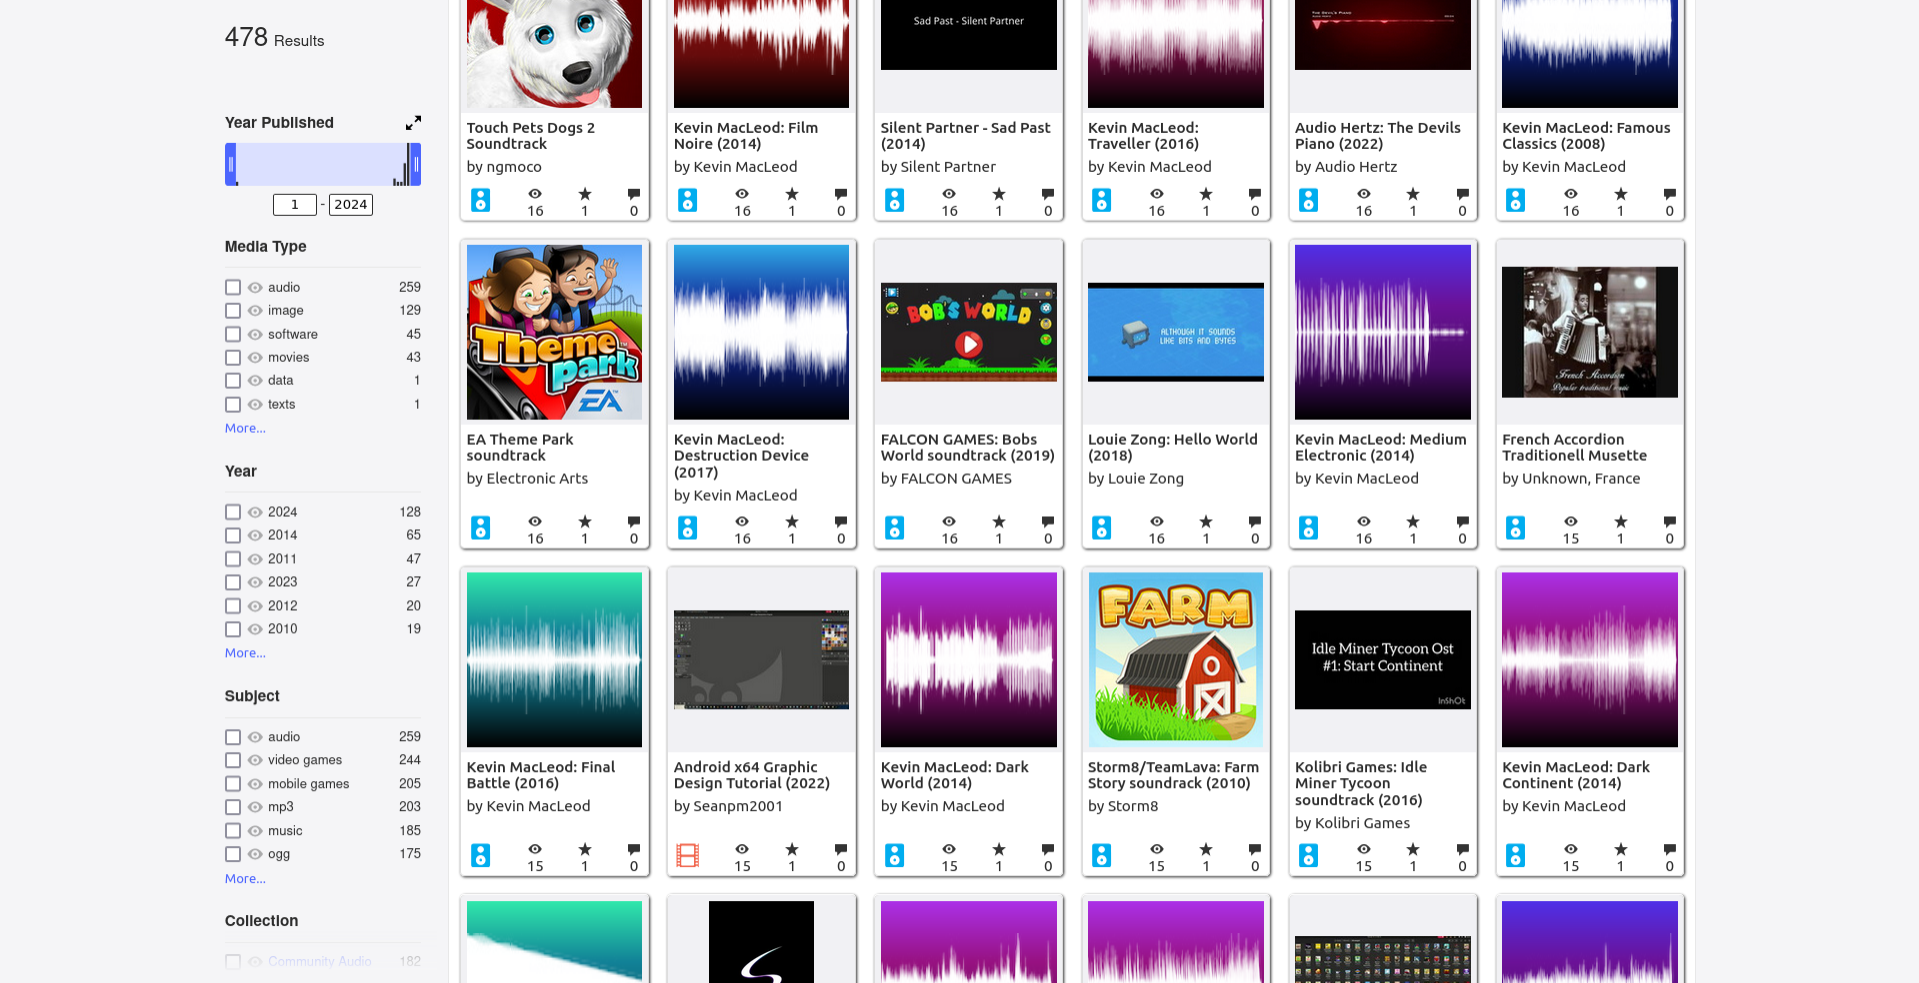 478 Results
Year Published
1 - 2024
Media Type
audio 259
image 129
software 45
movies 43
data 1
texts 1
More...
Year
2024 128
2014 65
2011 47
2023 27
2012 20
2010 19
More...
Subject
audio 259
video games 244
mobile games 205
mp3 203
music 185
ogg 175
More...
Collection
Community Audio 182
Touch Pets Dogs 2
Soundtrack
by ngmoco
16 1 0
Kevin MacLeod: Film
Noire (2014)
by Kevin MacLeod
16 1 0
Sad Past - Silent Partner
Silent Partner - Sad Past
(2014)
by Silent Partner
16 1 0
Kevin MacLeod:
Traveller (2016)
by Kevin MacLeod
16 1 0
Audio Hertz: The Devils
Piano (2022)
by Audio Hertz
16 1 0
Kevin MacLeod: Famous
Classics (2008)
by Kevin MacLeod
16 1 0
Theme
park
EA
EA Theme Park
soundtrack
by Electronic Arts
16 1 0
Kevin MacLeod:
Destruction Device
(2017)
by Kevin MacLeod
16 1 0
BOB'S WORLD
FALCON GAMES: Bobs
World soundtrack (2019)
by FALCON GAMES
16 1 0
ALTHOUGH IT SOUNDS
LIKE BITS AND BYTES
Louie Zong: Hello World
(2018)
by Louie Zong
16 1 0
Kevin MacLeod: Medium
Electronic (2014)
by Kevin MacLeod
16 1 0
French Accordion
Popular traditional music
French Accordion
Traditionell Musette
by Unknown, France
15 1 0
Kevin MacLeod: Final
Battle (2016)
by Kevin MacLeod
15 1 0
Android x64 Graphic
Design Tutorial (2022)
by Seanpm2001
15 1 0
Kevin MacLeod: Dark
World (2014)
by Kevin MacLeod
15 1 0
FARM
Storm8/TeamLava: Farm
Story soundrack (2010)
by Storm8
15 1 0
Idle Miner Tycoon Ost
#1: Start Continent
InShOt
Kolibri Games: Idle
Miner Tycoon
soundtrack (2016)
by Kolibri Games
15 1 0
Kevin MacLeod: Dark
Continent (2014)
by Kevin MacLeod
15 1 0